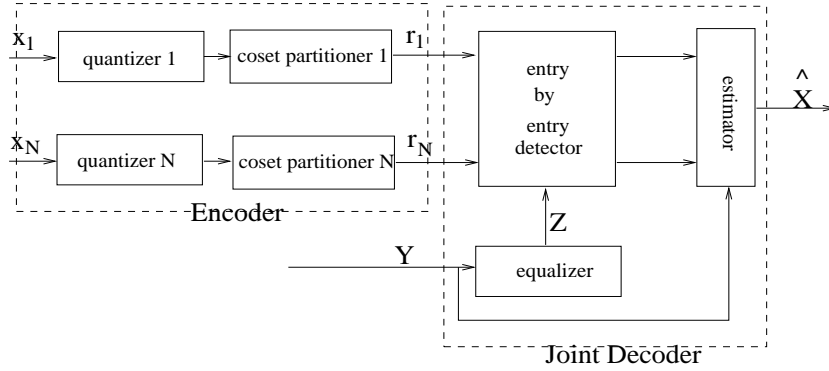 x1
quantizer 1
coset partitioner 1
r1
xN
quantizer N
coset partitioner N
rN
Encoder
entry
by
entry
detector
estimator
^
X
Z
Y
equalizer
Joint Decoder